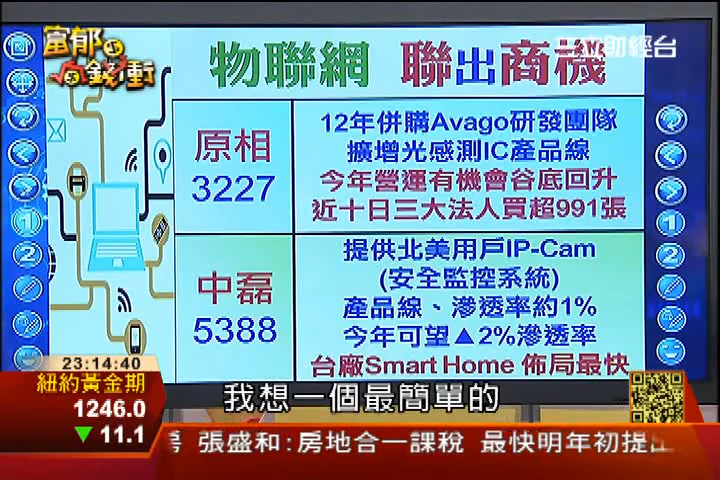 富郁
向錢衝
物聯網 聯出商機
立財經台
原相
3227
12年併購Avago研發團隊
擴增光感測IC產品線
今年營運有機會谷底回升
近十日三大法人買超991張
中磊
5388
提供北美用戶IP-Cam
(安全監控系統)
產品線、滲透率約1%
今年可望▲2%滲透率
台廠Smart Home 佈局最快
1
2
1
2
23:14:40
紐約黃金期
1246.0
▼ 11.1
我想一個最簡單的
張盛和:房地合一課稅 最快明年初提出